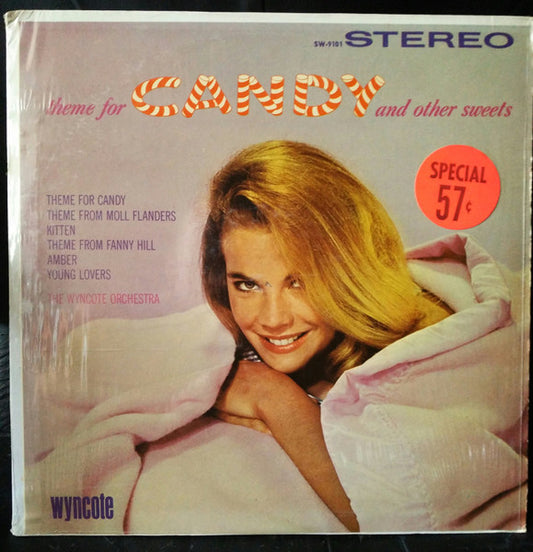 SW-9101 STEREO
theme for CANDY and other sweets
SPECIAL
57¢
THEME FOR CANDY
THEME FROM MOLL FLANDERS
KITTEN
THEME FROM FANNY HILL
AMBER
YOUNG LOVERS
THE WYNCOTE ORCHESTRA
wyncote